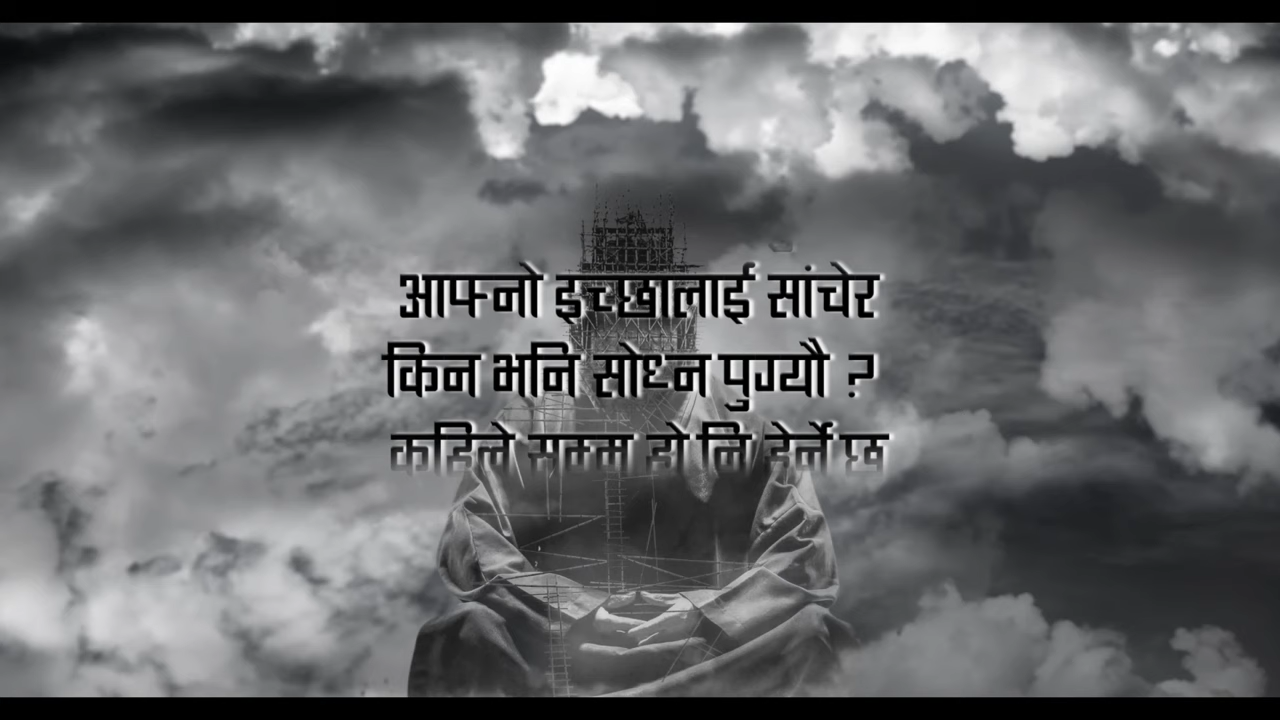 आफ्नो इच्छालाई सांचेर
किन भनि सोध्न पुग्यौ ?
कहिले सम्म हो नि हेर्ने छ